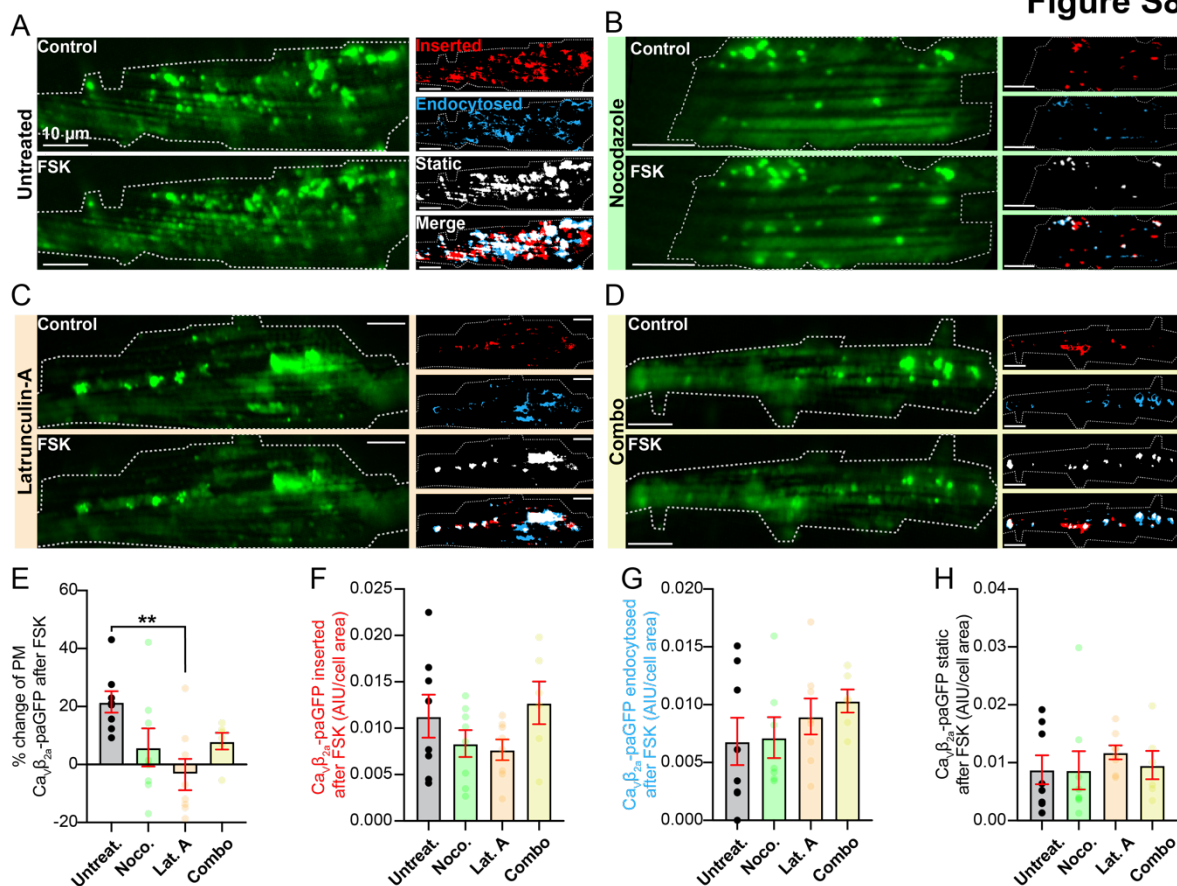 Figure S8
A
Control
10 µm
FSK
Untreated
Inserted
Endocytosed
Static
Merge
B
Control
FSK
Nocodazole
C
Control
FSK
Latrunculin-A
D
Control
FSK
Combo
E
% change of PM
CaVβ2a-paGFP after FSK
60
40
20
0
-20
**
Untreat.
Noco.
Lat. A
Combo
F
CaVβ2a-paGFP inserted
after FSK (AIU/cell area)
0.025
0.020
0.015
0.010
0.005
0.000
Untreat.
Noco.
Lat. A
Combo
G
CaVβ2a-paGFP endocytosed
after FSK (AIU/cell area)
0.020
0.015
0.010
0.005
0.000
Untreat.
Noco.
Lat. A
Combo
H
CaVβ2a-paGFP static
after FSK (AIU/cell area)
0.04
0.03
0.02
0.01
0.00
Untreat.
Noco.
Lat. A
Combo